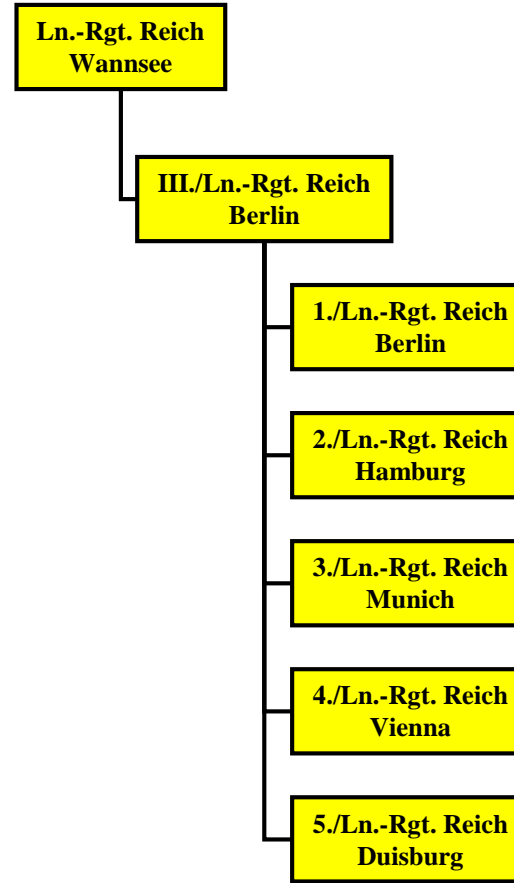 Ln.-Rgt. Reich
Wannsee
III./Ln.-Rgt. Reich
Berlin
1./Ln.-Rgt. Reich
Berlin
2./Ln.-Rgt. Reich
Hamburg
3./Ln.-Rgt. Reich
Munich
4./Ln.-Rgt. Reich
Vienna
5./Ln.-Rgt. Reich
Duisburg